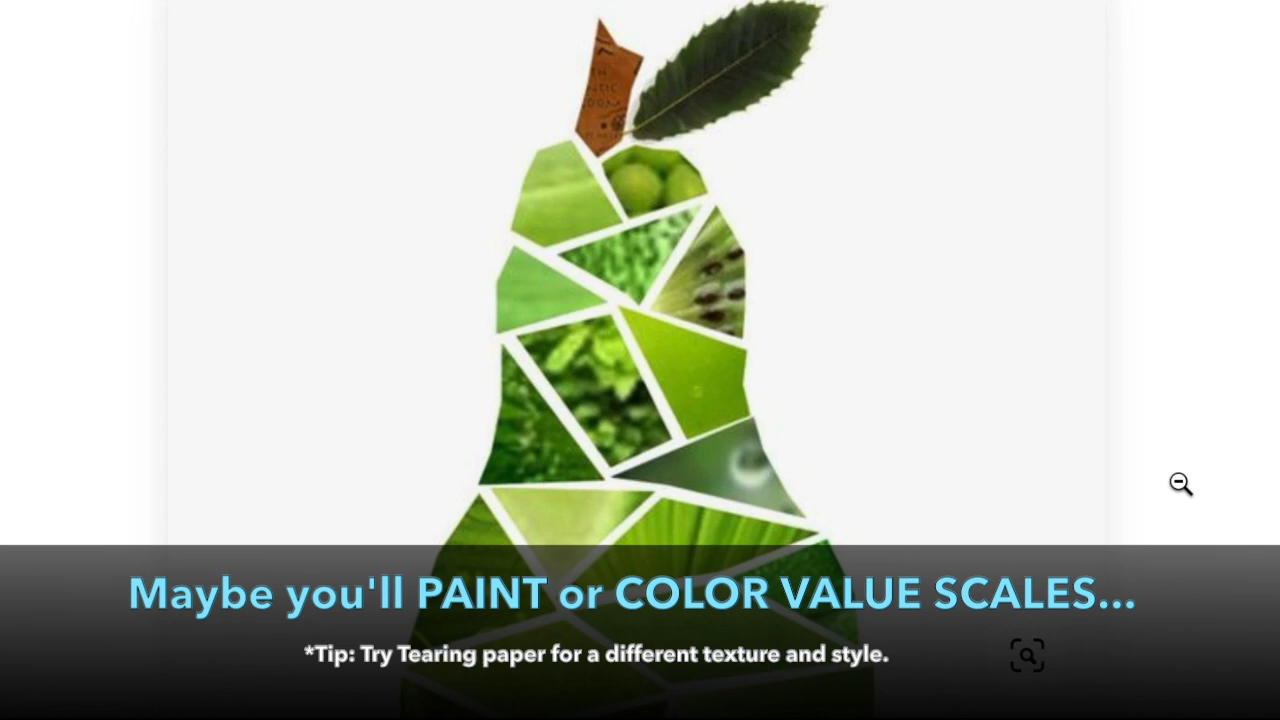 Maybe you'll PAINT or COLOR VALUE SCALES...
*Tip: Try Tearing paper for a different texture and style.